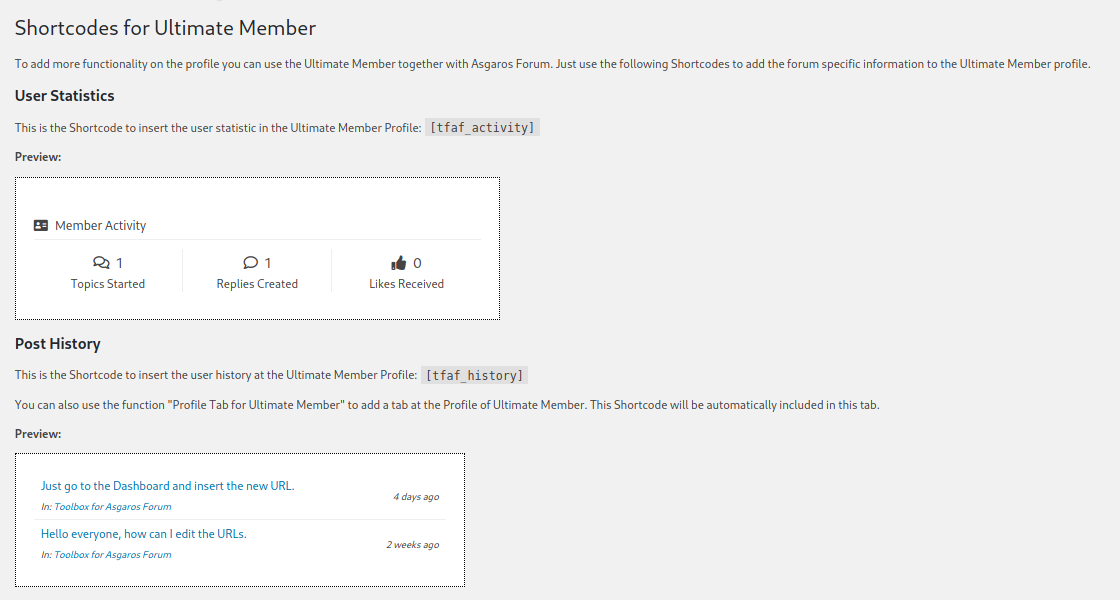 Shortcodes for Ultimate Member
To add more functionality on the profile you can use the Ultimate Member together with Asgaros Forum. Just use the following Shortcodes to add the forum specific information to the Ultimate Member profile.
User Statistics
This is the Shortcode to insert the user statistic in the Ultimate Member Profile: [tfaf_activity]
Preview:
Member Activity
1 1 0
Topics Started Replies Created Likes Received
Post History
This is the Shortcode to insert the user history at the Ultimate Member Profile: [tfaf_history]
You can also use the function "Profile Tab for Ultimate Member" to add a tab at the Profile of Ultimate Member. This Shortcode will be automatically included in this tab.
Preview:
Just go to the Dashboard and insert the new URL.
4 days ago
In: Toolbox for Asgaros Forum
Hello everyone, how can I edit the URLs.
2 weeks ago
In: Toolbox for Asgaros Forum